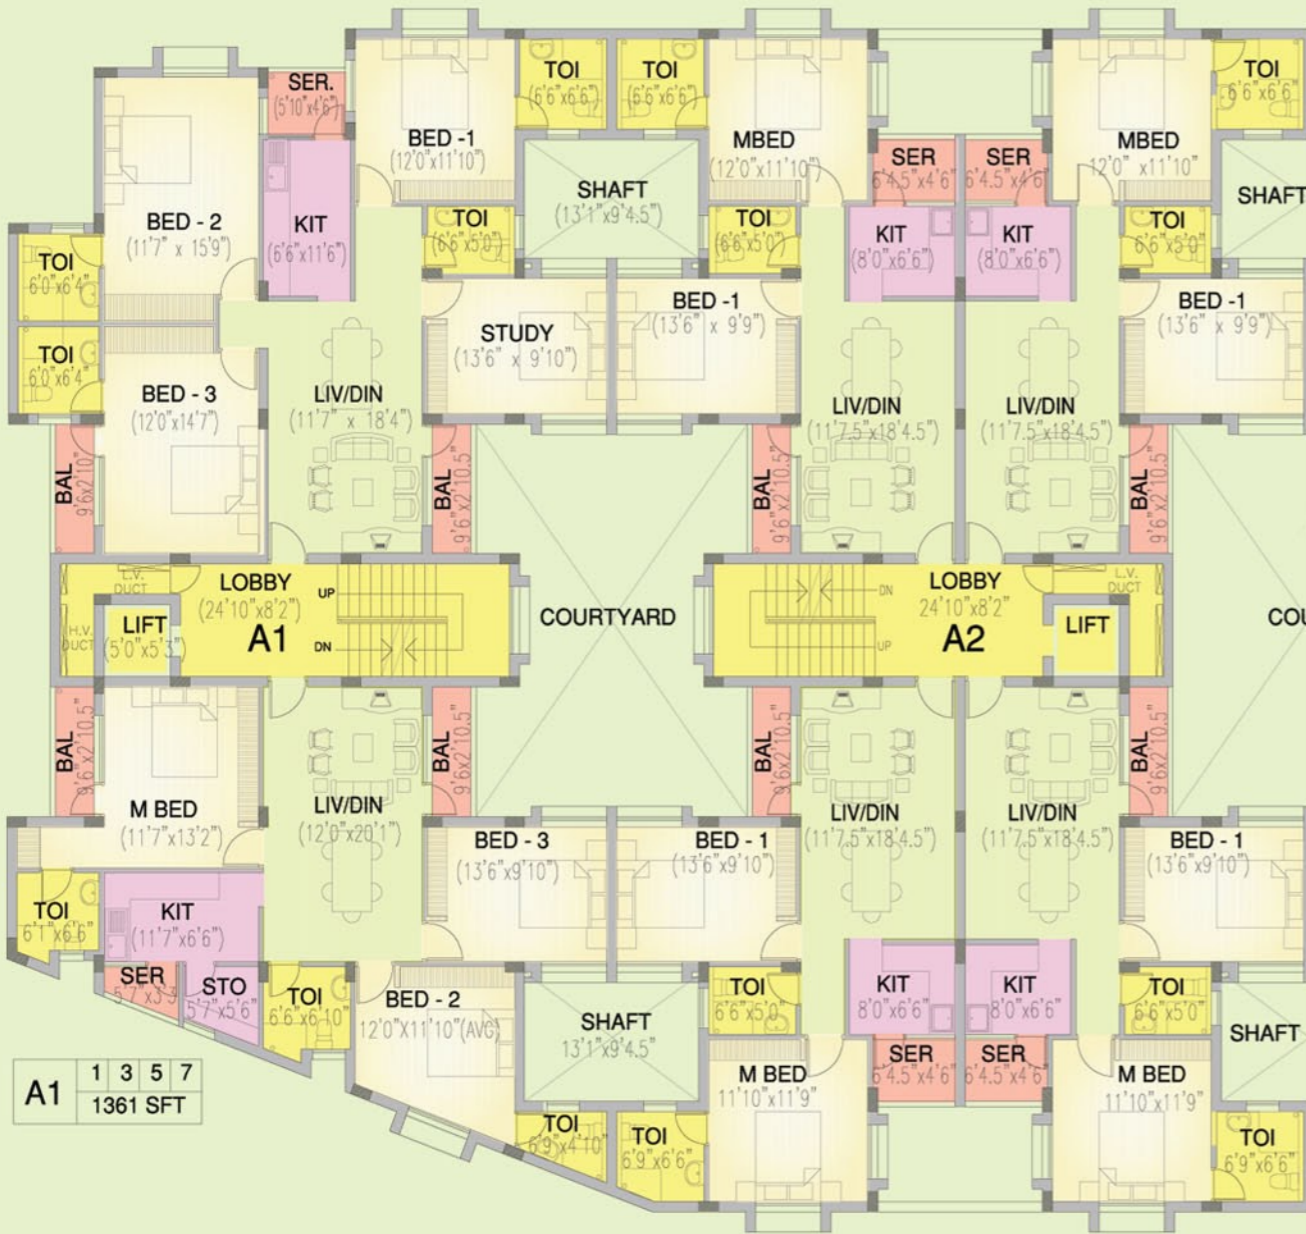 TOI
(6'6"x6'6")
TOI
(6'6"x6'6")
TOI
6'6"x6'6"
SER.
(5'10"x4'6")
BED -1
(12'0"x11'10")
MBED
(12'0"x11'10")
MBED
12'0" x11'10
SHAFT
(13'1"x9'4.5")
SER
6'4.5"x4'6"
SER
6'4.5"x4'6"
SHAFT
BED - 2
(11'7" x 15'9")
KIT
(6'6"x11'6")
TOI
(6'6"x5'0")
TOI
(6'6"x5'0")
KIT
(8'0"x6'6")
KIT
(8'0"x6'6")
TOI
6'6"x5'0"
TOI
6'0"x6'4"
STUDY
(13'6" x 9'10")
BED -1
(13'6" x 9'9")
BED -1
(13'6" x 9'9")
TOI
6'0"x6'4"
BED - 3
(12'0"x14'7")
LIV/DIN
(11'7" x 18'4")
LIV/DIN
(11'7.5"x18'4.5")
LIV/DIN
(11'7.5"x18'4.5")
BAL
9'6"x2'10"
BAL
9'6"x2'10.5"
BAL
9'6"x2'10.5"
BAL
9'6"x2'10.5"
L.V.
DUCT
LOBBY
(24'10"x8'2")
UP
DN
LOBBY
24'10"x8'2"
L.V.
DUCT
H.V.
DUCT
LIFT
(5'0"x5'3")
A1
DN
COURTYARD
UP
A2
LIFT
COU
BAL
9'6"x2'10.5"
BAL
9'6x2'10.5"
BAL
9'6x2'10.5"
BAL
9'6x2'10.5"
M BED
(11'7"x13'2")
LIV/DIN
(12'0"x20'1")
LIV/DIN
(11'7.5"x18'4.5")
LIV/DIN
(11'7.5"x18'4.5")
BED - 3
(13'6"x9'10")
BED -1
(13'6"x9'10")
BED -1
(13'6"x9'10")
TOI
6'1"x6'6"
KIT
(11'7"x6'6")
SER
5'7"x3'3
STO
5'7"x5'6"
TOI
6'6"x6'10"
BED - 2
12'0"X11'10"(AVG)
SHAFT
13'1"x9'4.5"
TOI
6'6"x5'0"
KIT
8'0"x6'6"
KIT
8'0"x6'6"
TOI
6'6"x5'0"
SHAFT
SER
6'4.5"x4'6"
SER
6'4.5"x4'6"
A1
1 3 5 7
1361 SFT
M BED
11'10"x11'9"
M BED
11'10"x11'9"
TOI
6'9"x4'10"
TOI
6'9"x6'6"
TOI
6'9"x6'6"